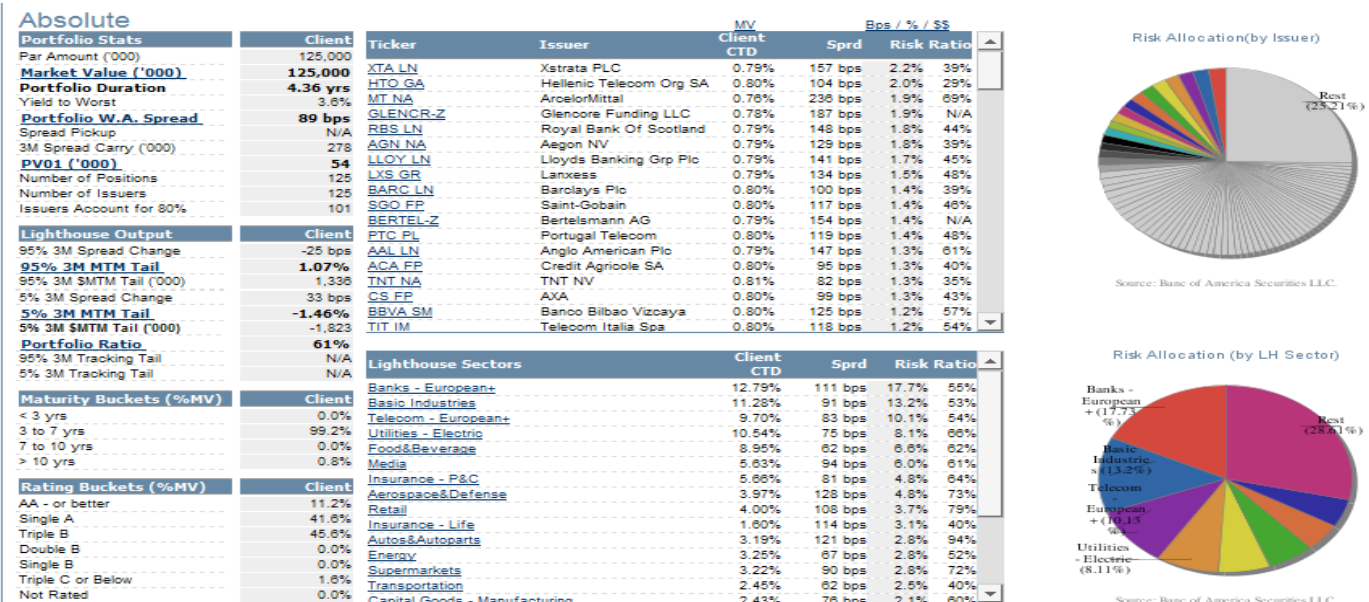 Absolute
Portfolio Stats Client
Par Amount ('000) 125,000
Market Value ('000) 125,000
Portfolio Duration 4.36 yrs
Yield to Worst 3.6%
Portfolio W.A. Spread 89 bps
Spread Pickup N/A
3M Spread Carry ('000) 278
PV01 ('000) 54
Number of Positions 125
Number of Issuers 125
Issuers Account for 80% 101
Lighthouse Output Client
95% 3M Spread Change -25 bps
95% 3M MTM Tail 1.07%
95% 3M $MTM Tail ('000) 1,336
5% 3M Spread Change 33 bps
5% 3M MTM Tail -1.46%
5% 3M $MTM Tail ('000) -1,823
Portfolio Ratio 61%
95% 3M Tracking Tail N/A
5% 3M Tracking Tail N/A
Maturity Buckets (%MV) Client
< 3 yrs 0.0%
3 to 7 yrs 99.2%
7 to 10 yrs 0.0%
> 10 yrs 0.8%
Rating Buckets (%MV) Client
AA - or better 11.2%
Single A 41.6%
Triple B 45.6%
Double B 0.0%
Single B 0.0%
Triple C or Below 1.6%
Not Rated 0.0%
MV Bps / % / $$
Ticker Issuer Client CTD Sprd Risk Ratio
XTA LN Xstrata PLC 0.79% 157 bps 2.2% 39%
HTO GA Hellenic Telecom Org SA 0.80% 104 bps 2.0% 29%
MT NA ArcelorMittal 0.76% 236 bps 1.9% 69%
GLENCR-Z Glencore Funding LLC 0.78% 187 bps 1.9% N/A
RBS LN Royal Bank Of Scotland 0.79% 148 bps 1.8% 44%
AGN NA Aegon NV 0.79% 129 bps 1.8% 39%
LLOY LN Lloyds Banking Grp Plc 0.79% 141 bps 1.7% 45%
LXS GR Lanxess 0.79% 134 bps 1.5% 48%
BARC LN Barclays Plc 0.80% 100 bps 1.4% 39%
SGO FP Saint-Gobain 0.80% 117 bps 1.4% 46%
BERTEL-Z Bertelsmann AG 0.79% 154 bps 1.4% N/A
PTC PL Portugal Telecom 0.80% 119 bps 1.4% 48%
AAL LN Anglo American Plc 0.79% 147 bps 1.3% 61%
ACA FP Credit Agricole SA 0.80% 95 bps 1.3% 40%
TNT NA TNT NV 0.81% 82 bps 1.3% 35%
CS FP AXA 0.80% 99 bps 1.3% 43%
BBVA SM Banco Bilbao Vizcaya 0.80% 125 bps 1.2% 57%
TIT IM Telecom Italia Spa 0.80% 118 bps 1.2% 54%
Lighthouse Sectors Client CTD Sprd Risk Ratio
Banks - European+ 12.79% 111 bps 17.7% 55%
Basic Industries 11.28% 91 bps 13.2% 53%
Telecom - European+ 9.70% 83 bps 10.1% 54%
Utilities - Electric 10.54% 75 bps 8.1% 66%
Food&Beverage 8.95% 62 bps 6.6% 62%
Media 5.63% 94 bps 6.0% 61%
Insurance - P&C 5.66% 81 bps 4.8% 64%
Aerospace&Defense 3.97% 128 bps 4.8% 73%
Retail 4.00% 108 bps 3.7% 79%
Insurance - Life 1.60% 114 bps 3.1% 40%
Autos&Autoparts 3.19% 121 bps 2.8% 94%
Energy 3.25% 67 bps 2.8% 52%
Supermarkets 3.22% 90 bps 2.8% 72%
Transportation 2.45% 62 bps 2.5% 40%
Capital Goods - Manufacturing 2.43% 76 bps 2.1% 60%
Risk Allocation(by Issuer)
Rest
(25.21%)
Source: Banc of America Securities LLC.
Risk Allocation (by LH Sector)
Banks -
European
+ (17.73
%)
Rest
(28.61%)
Basic
Industrie
s (13.2%)
Telecom
-
European
+ (10.15
%)
Utilities
- Electric
(8.11%)
Source: Banc of America Securities LLC.